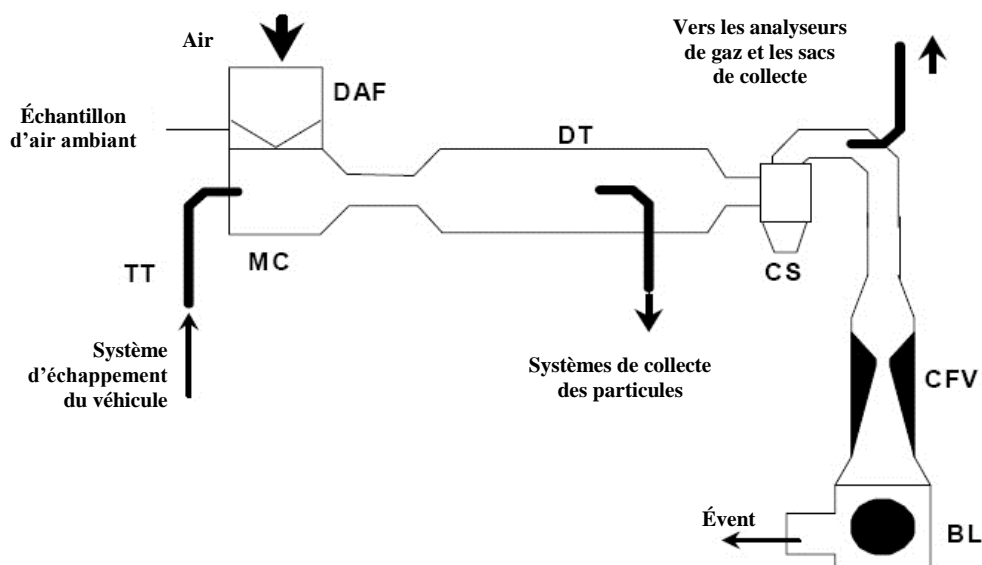 Air
Vers les analyseurs
de gaz et les sacs
de collecte
DAF
Échantillon
d'air ambiant
DT
MC
CS
TT
Système
d'échappement
du véhicule
Systèmes de collecte
des particules
CFV
Évent
BL